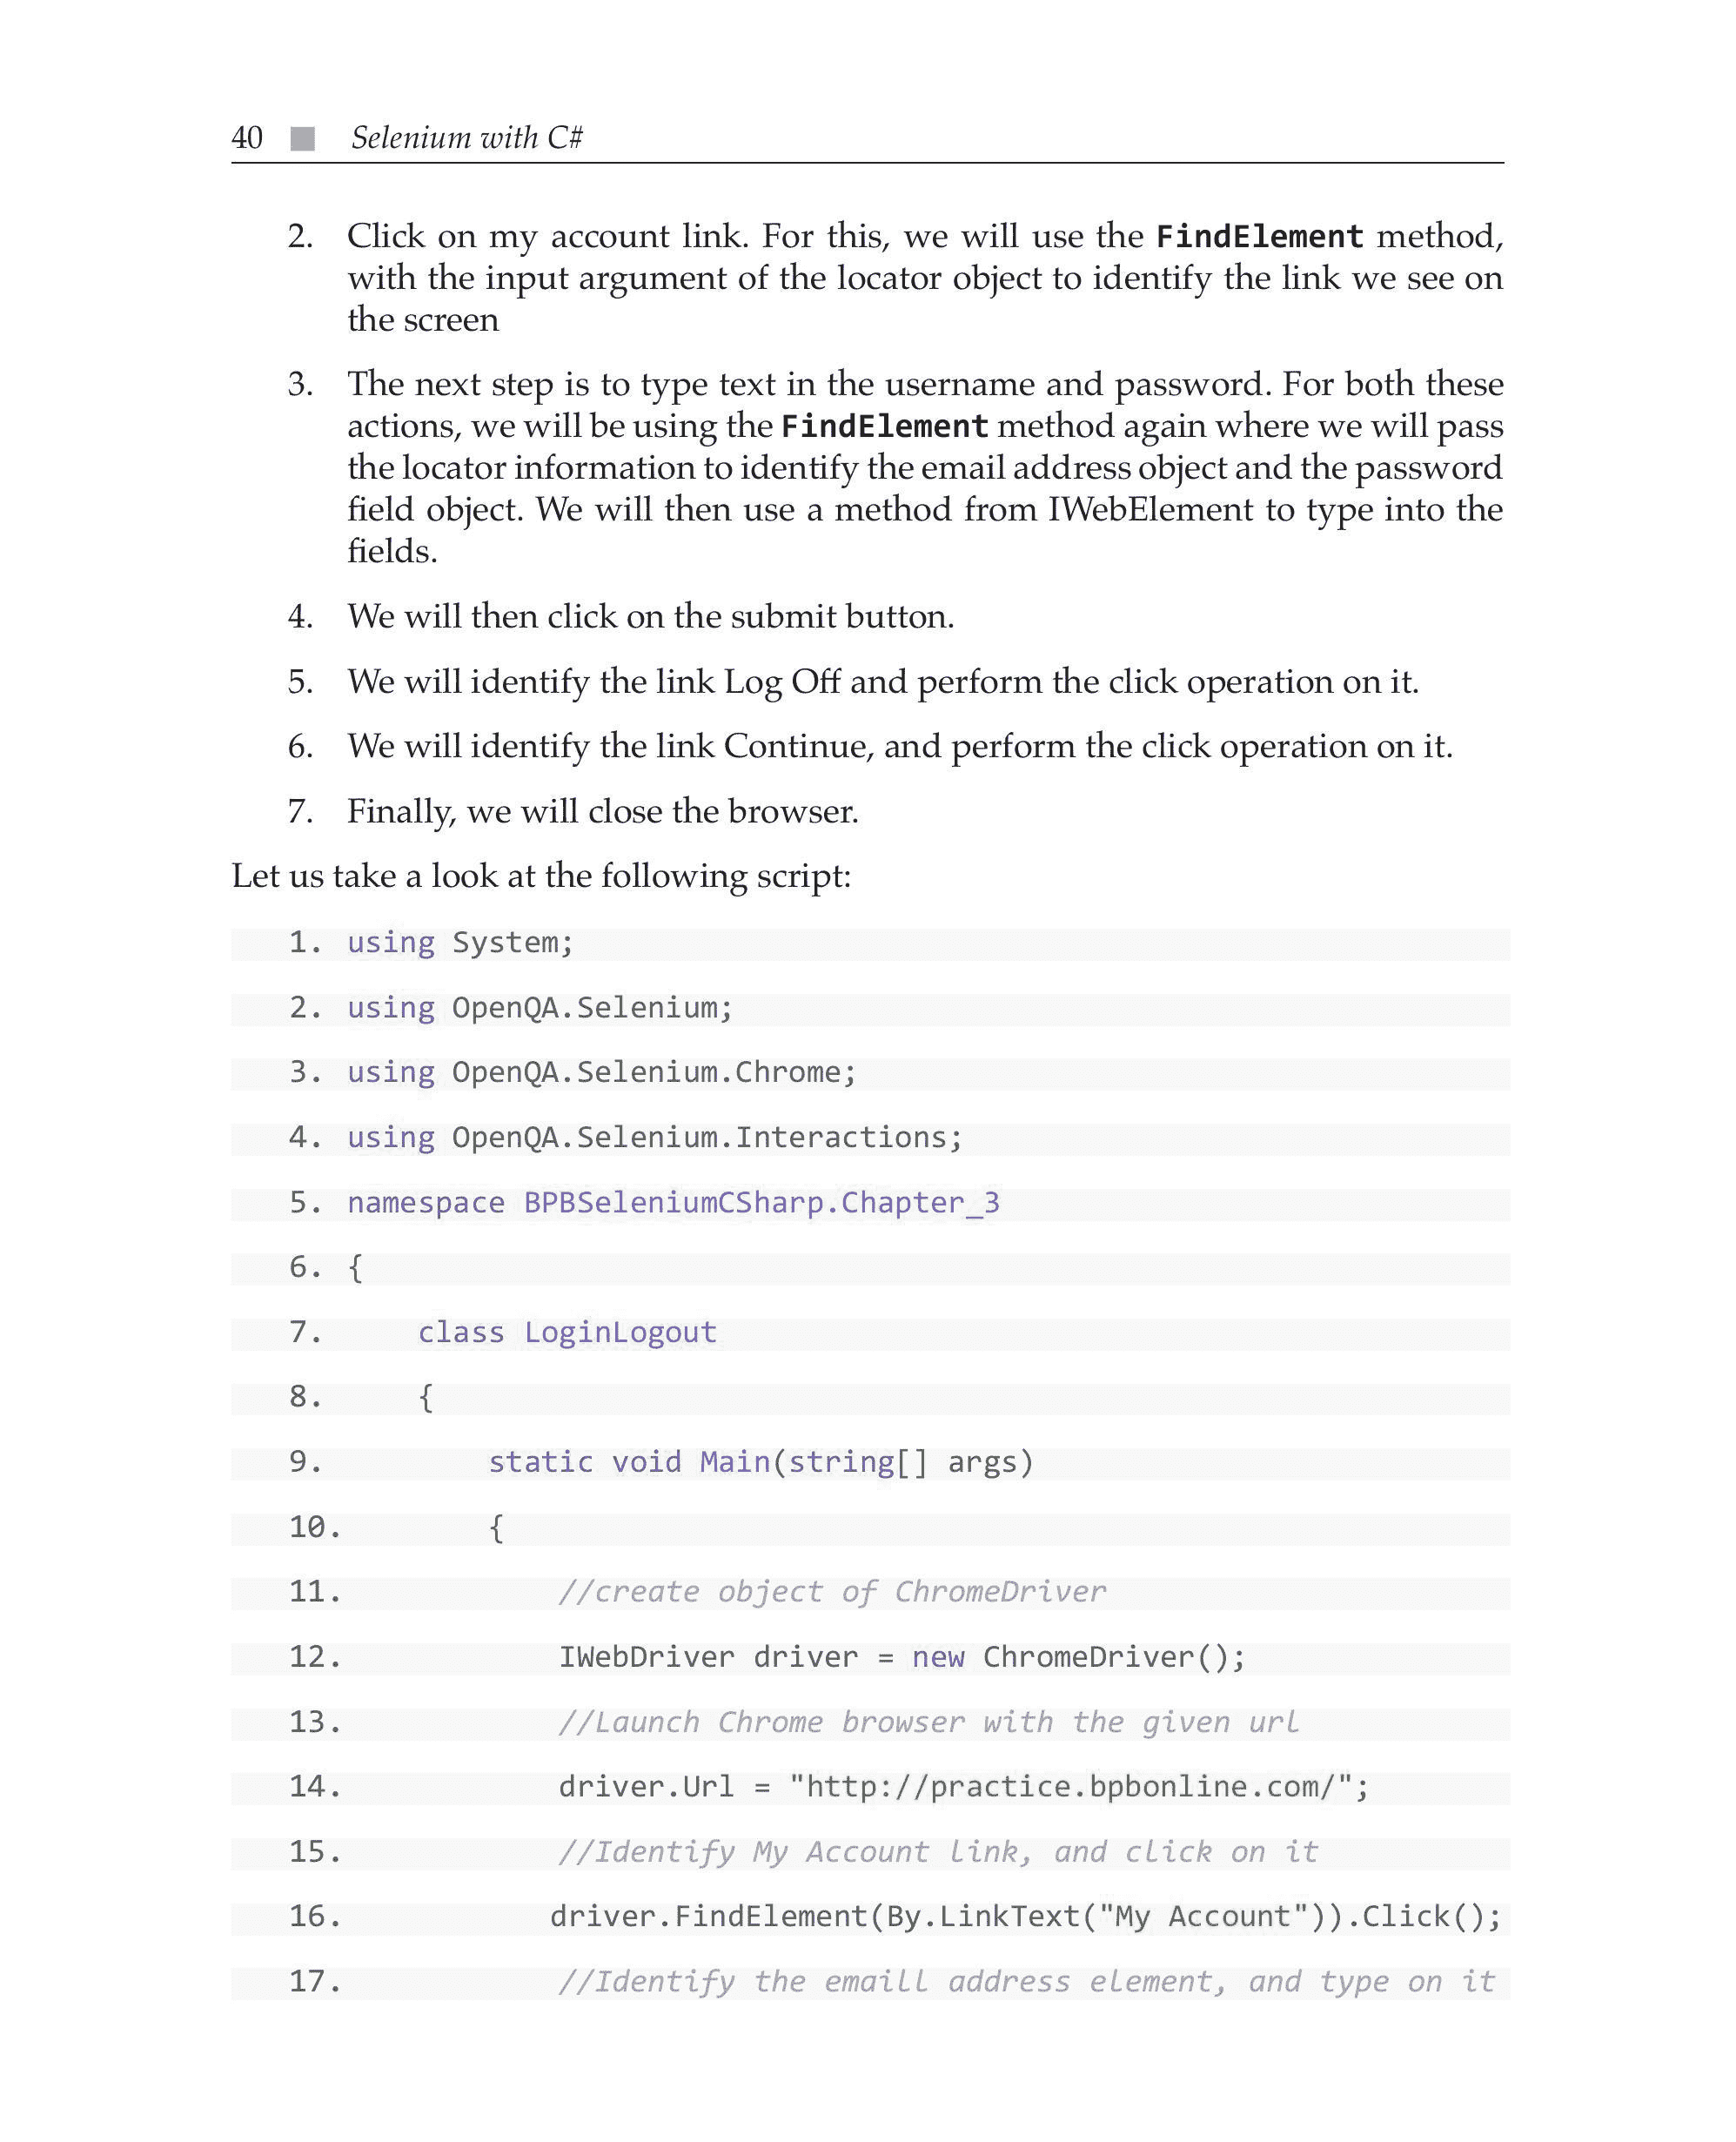 40 Selenium with C#
2. Click on my account link. For this, we will use the FindElement method,
with the input argument of the locator object to identify the link we see on
the screen
3. The next step is to type text in the username and password. For both these
actions, we will be using the FindElement method again where we will pass
the locator information to identify the email address object and the password
field object. We will then use a method from IWebElement to type into the
fields.
4. We will then click on the submit button.
5. We will identify the link Log Off and perform the click operation on it.
6. We will identify the link Continue, and perform the click operation on it.
7. Finally, we will close the browser.
Let us take a look at the following script:
1. using System;
2. using OpenQA.Selenium;
3. using OpenQA.Selenium.Chrome;
4. using OpenQA.Selenium.Interactions;
5. namespace BPBSeleniumCSharp.Chapter_3
6. {
7. class LoginLogout
8. {
9. static void Main(string[] args)
10. {
11. //create object of ChromeDriver
12. IWebDriver driver = new ChromeDriver();
13. //Launch Chrome browser with the given url
14. driver.Url = "http://practice.bpbonline.com/";
15. //Identify My Account link, and click on it
16. driver.FindElement(By.LinkText("My Account")).Click();
17. //Identify the emaill address element, and type on it